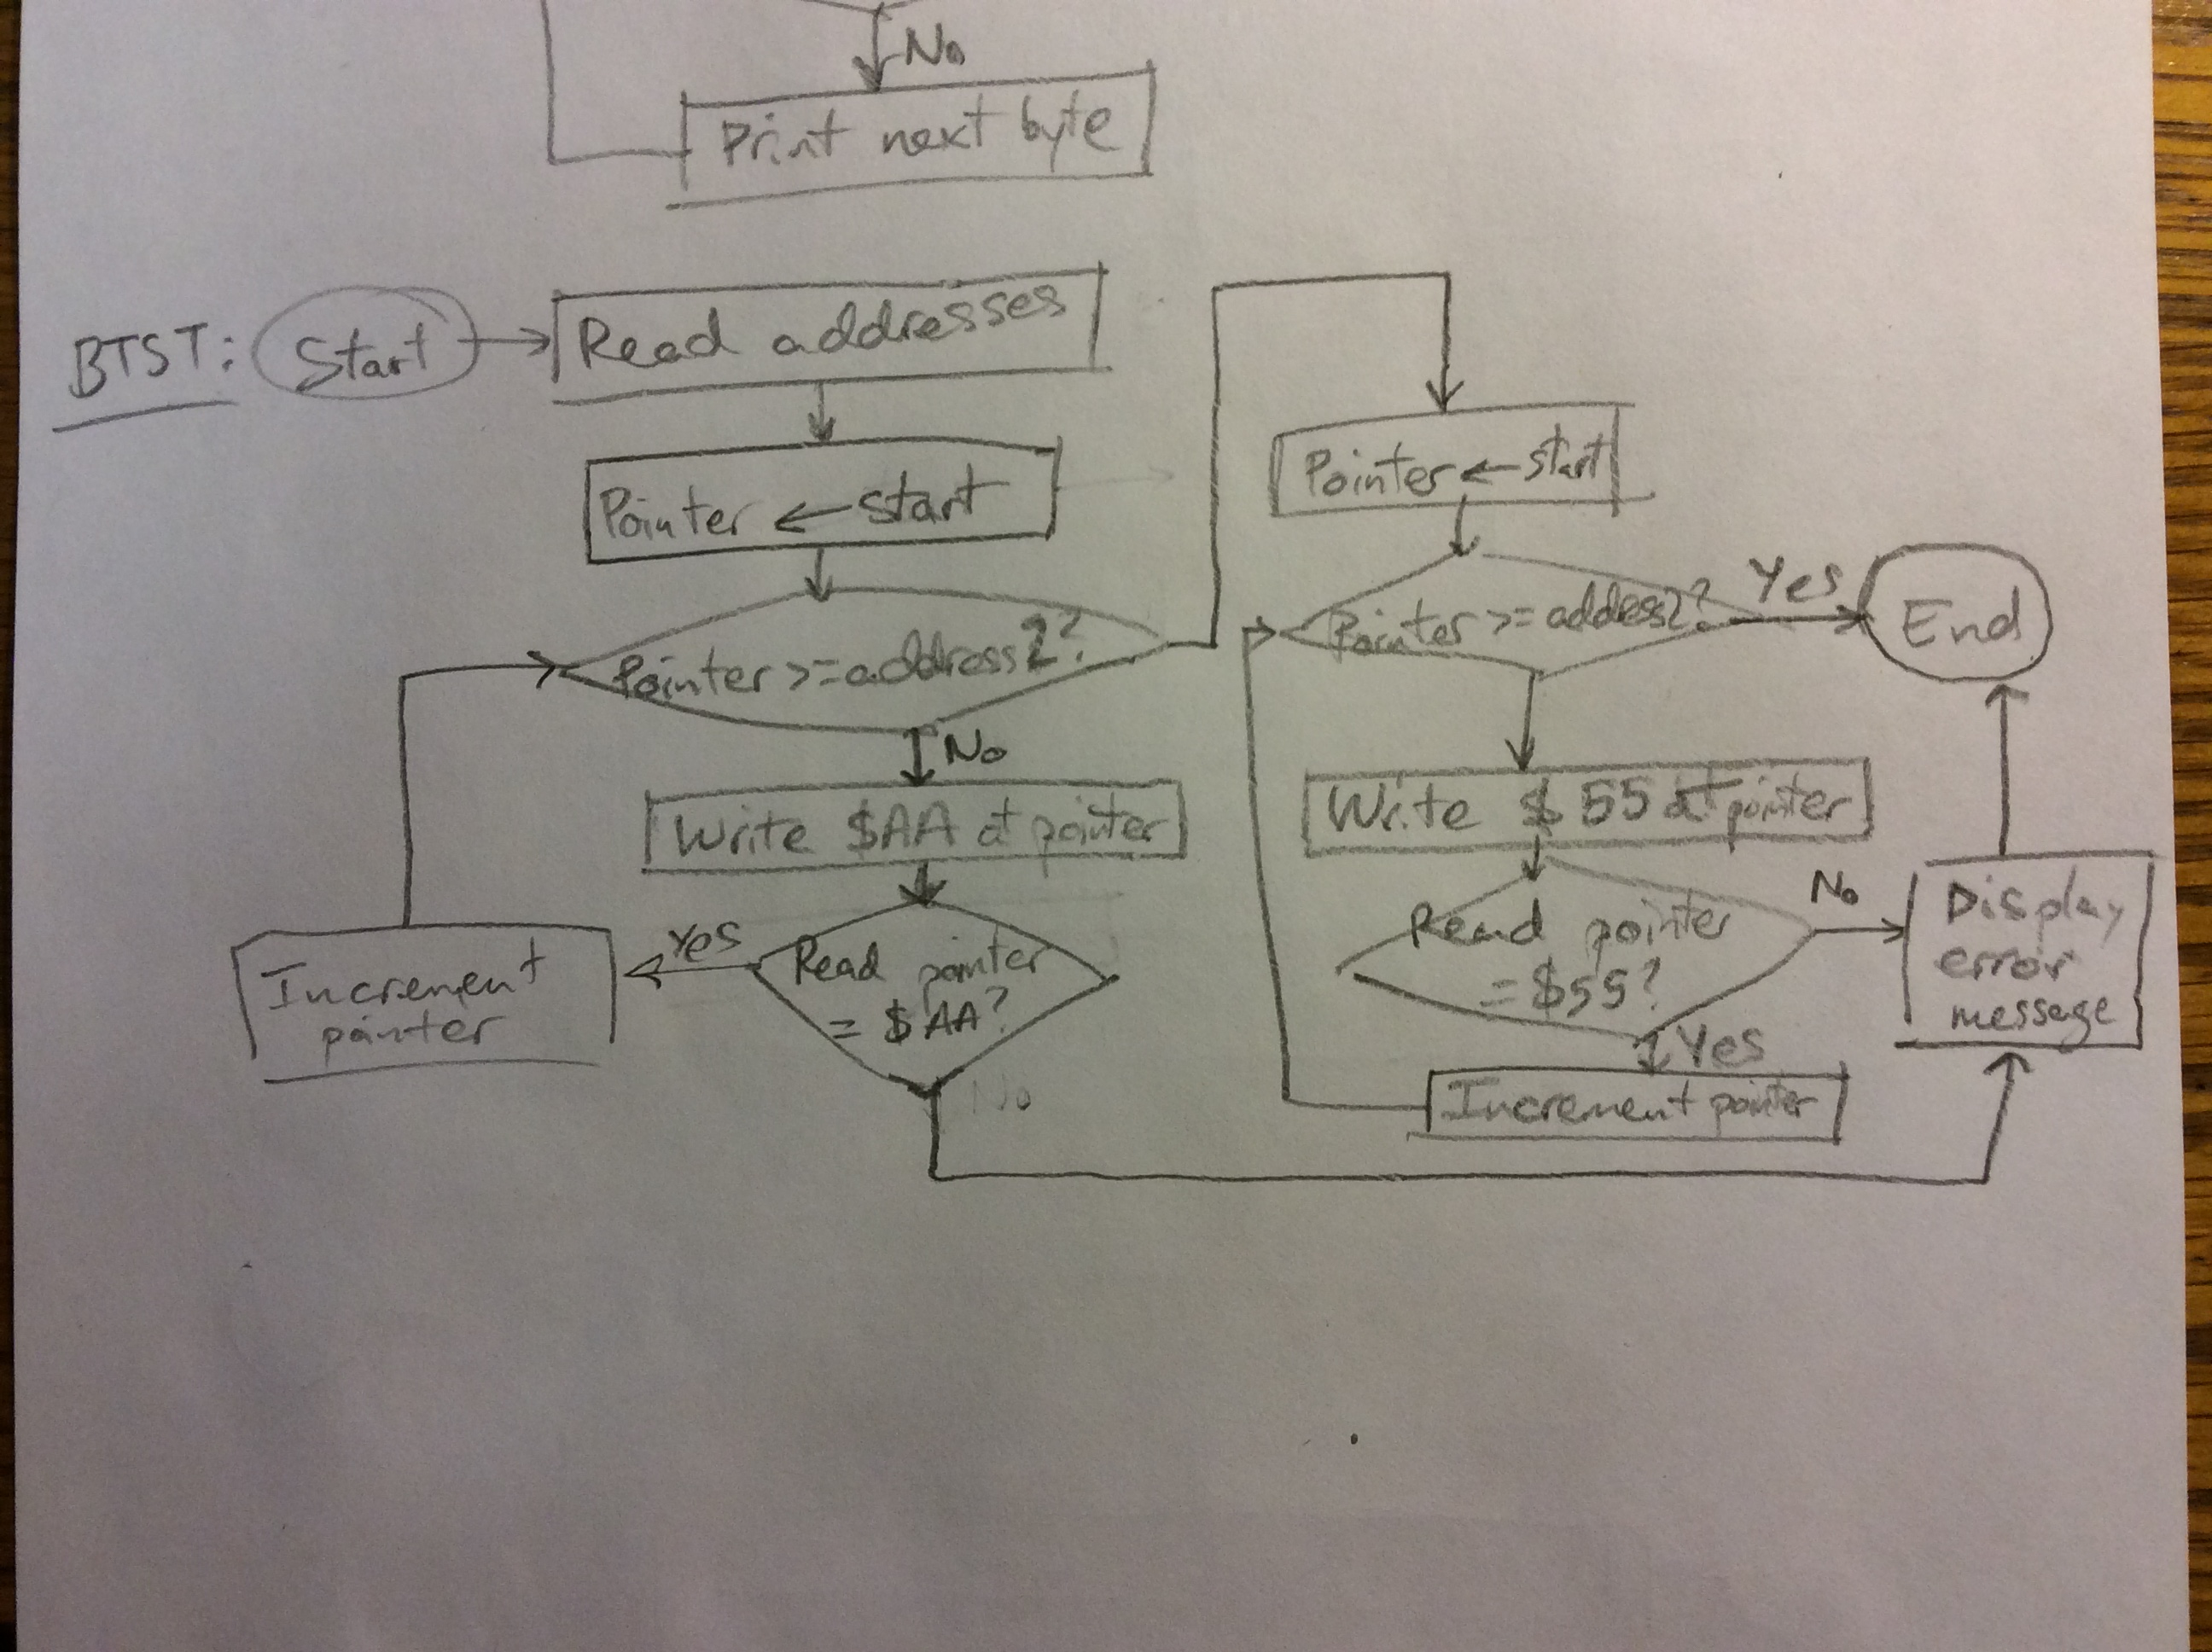 No
Print next byte
BTST:
Start
Read addresses
Pointer ← start
Pointer >= address2?
No
Write $AA at pointer
Read pointer
= $AA?
Yes
Increment
pointer
No
Pointer ← start
Pointer >= addess2?
Yes
End
Write $55 at pointer
Read pointer
= $55?
No
Display
error
message
Yes
Increment pointer